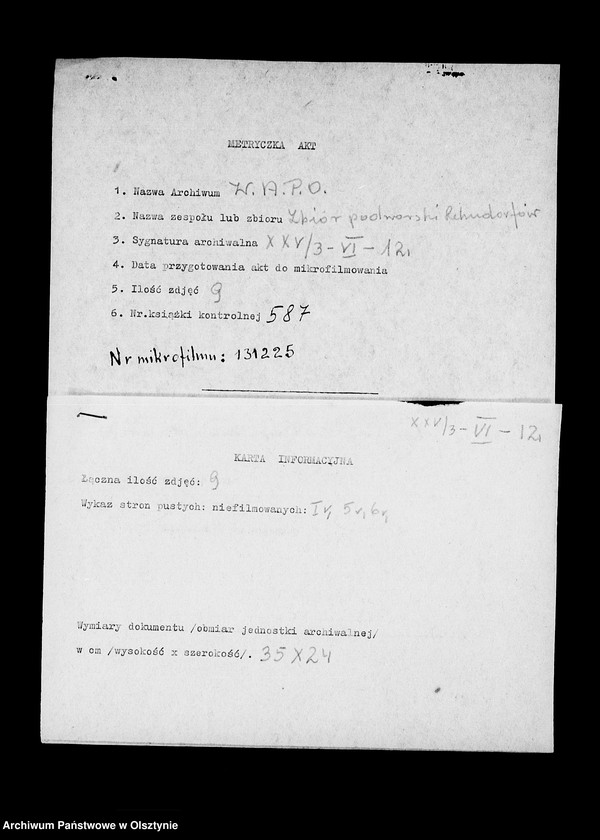 METRYCZKA AKT
1. Nazwa Archiwum W.A.P.O.
2. Nazwa zespołu lub zbioru Zbiór podworski
3. Sygnatura archiwalna XXV/3-VI-12,
4. Data przygotowania akt do mikrofilmowania
5. Ilość zdjęć 9
6. Nr.książki kontrolnej 587
Nr mikrofilmu: 131225
XXV/3-VI-12,
KARTA INFORMACYJNA
Łączna ilość zdjęć: 9
Wykaz stron pustych: niefilmowanych: Iv, 5v, 6v,
Wymiary dokumentu /obmiar jednostki archiwalnej/
w cm /wysokość x szerokość/. 35X24
Archiwum Państwowe w Olsztynie